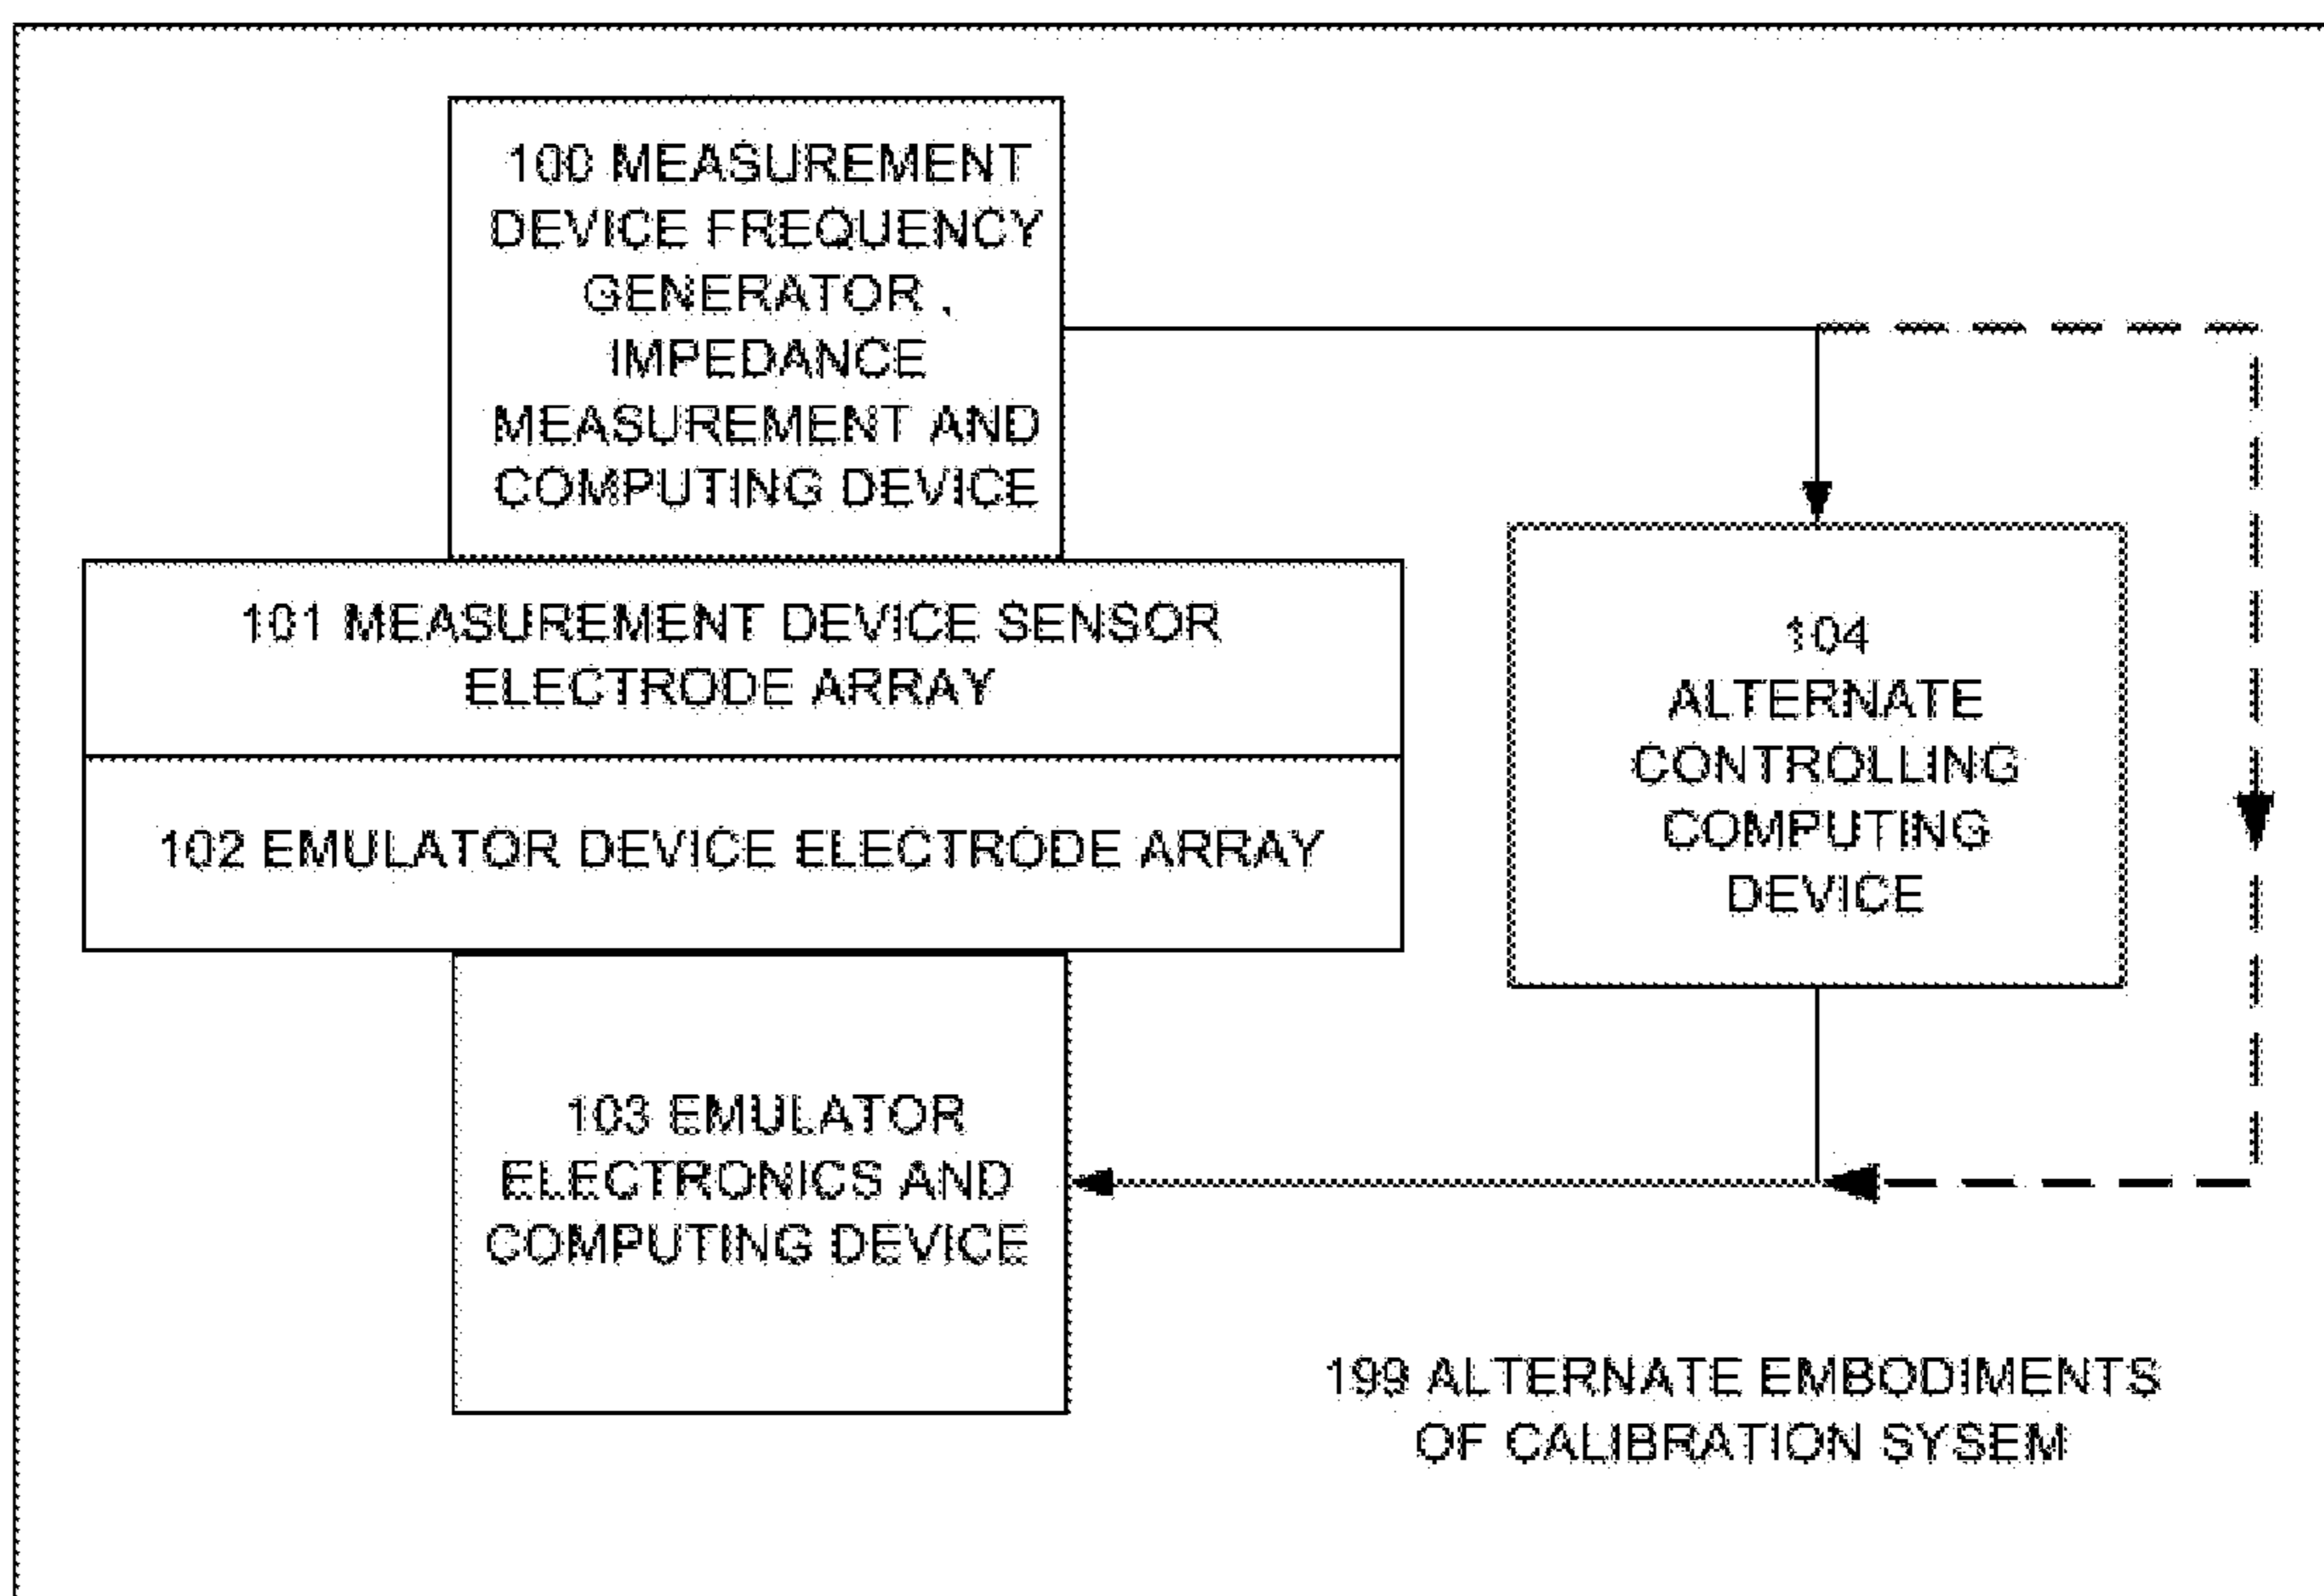 100 MEASUREMENT
DEVICE FREQUENCY
GENERATOR ,
IMPEDANCE
MEASUREMENT AND
COMPUTING DEVICE
101 MEASUREMENT DEVICE SENSOR
ELECTRODE ARRAY
102 EMULATOR DEVICE ELECTRODE ARRAY
103 EMULATOR
ELECTRONICS AND
COMPUTING DEVICE
104
ALTERNATE
CONTROLLING
COMPUTING
DEVICE
199 ALTERNATE EMBODIMENTS
OF CALIBRATION SYSEM